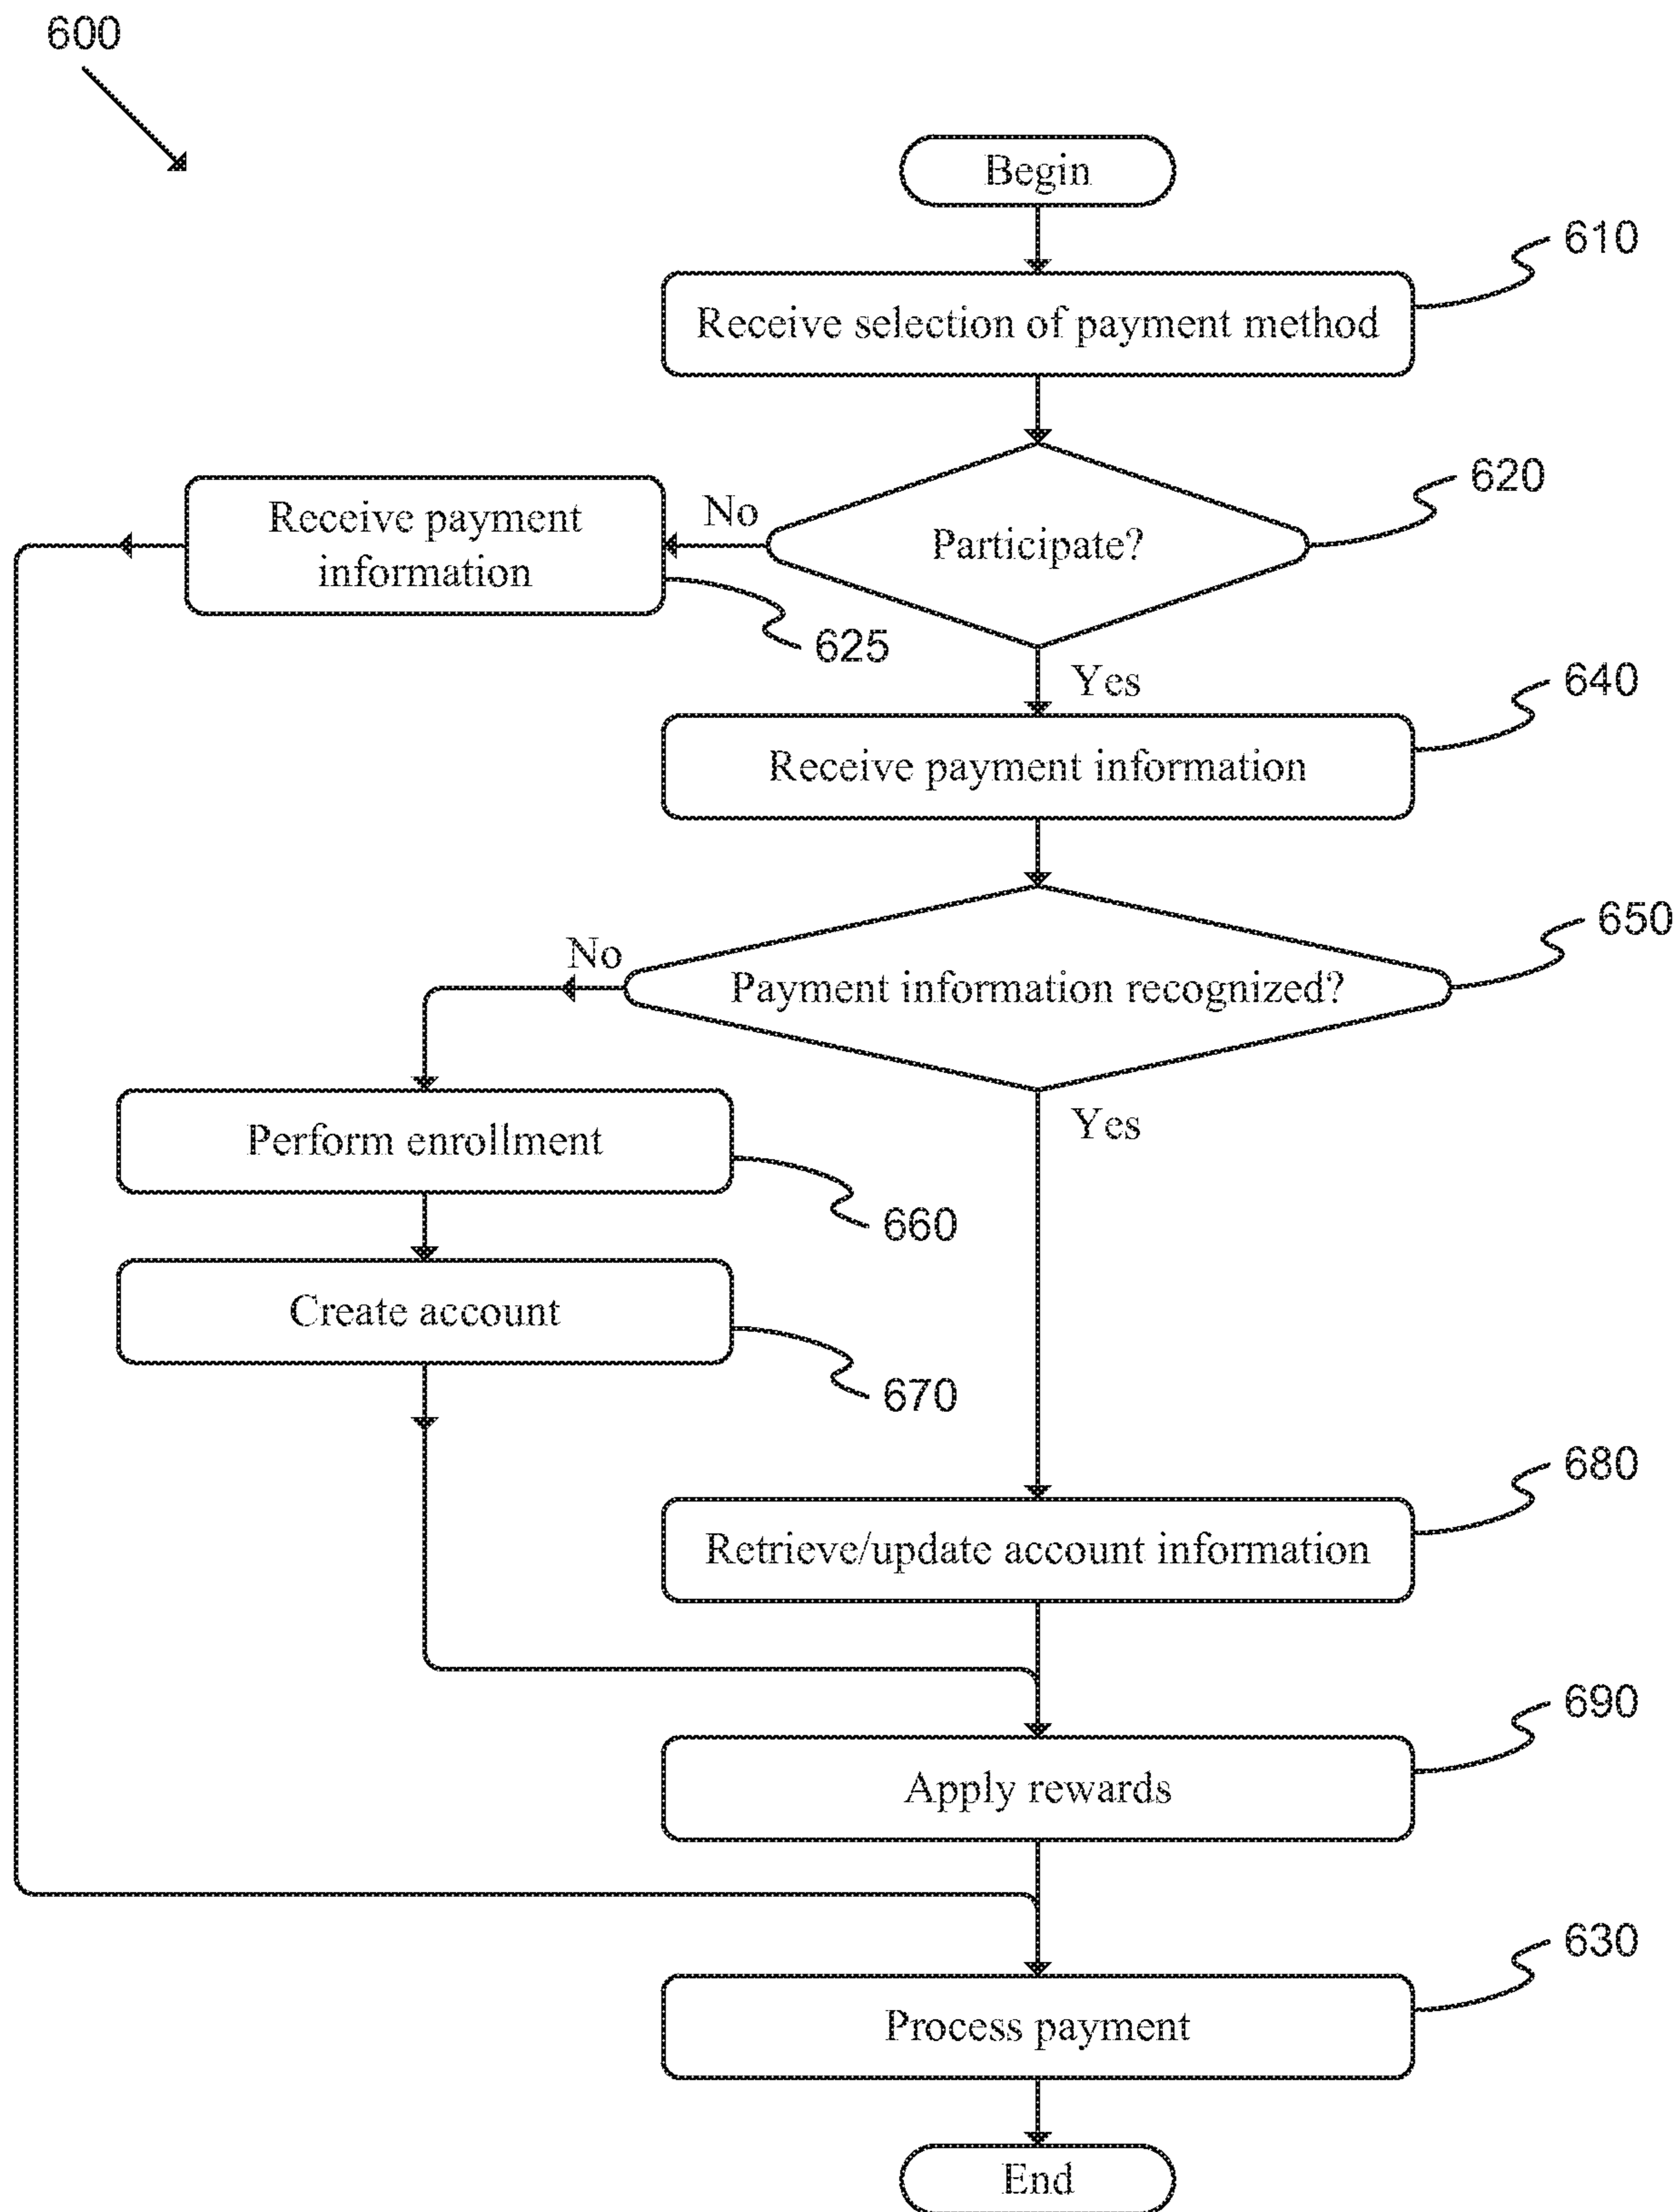 600
Begin
610
Receive selection of payment method
620
Participate?
No
Receive payment
information
625
Yes
640
Receive payment information
650
Payment information recognized?
No
Yes
Perform enrollment
660
Create account
670
680
Retrieve/update account information
690
Apply rewards
630
Process payment
End